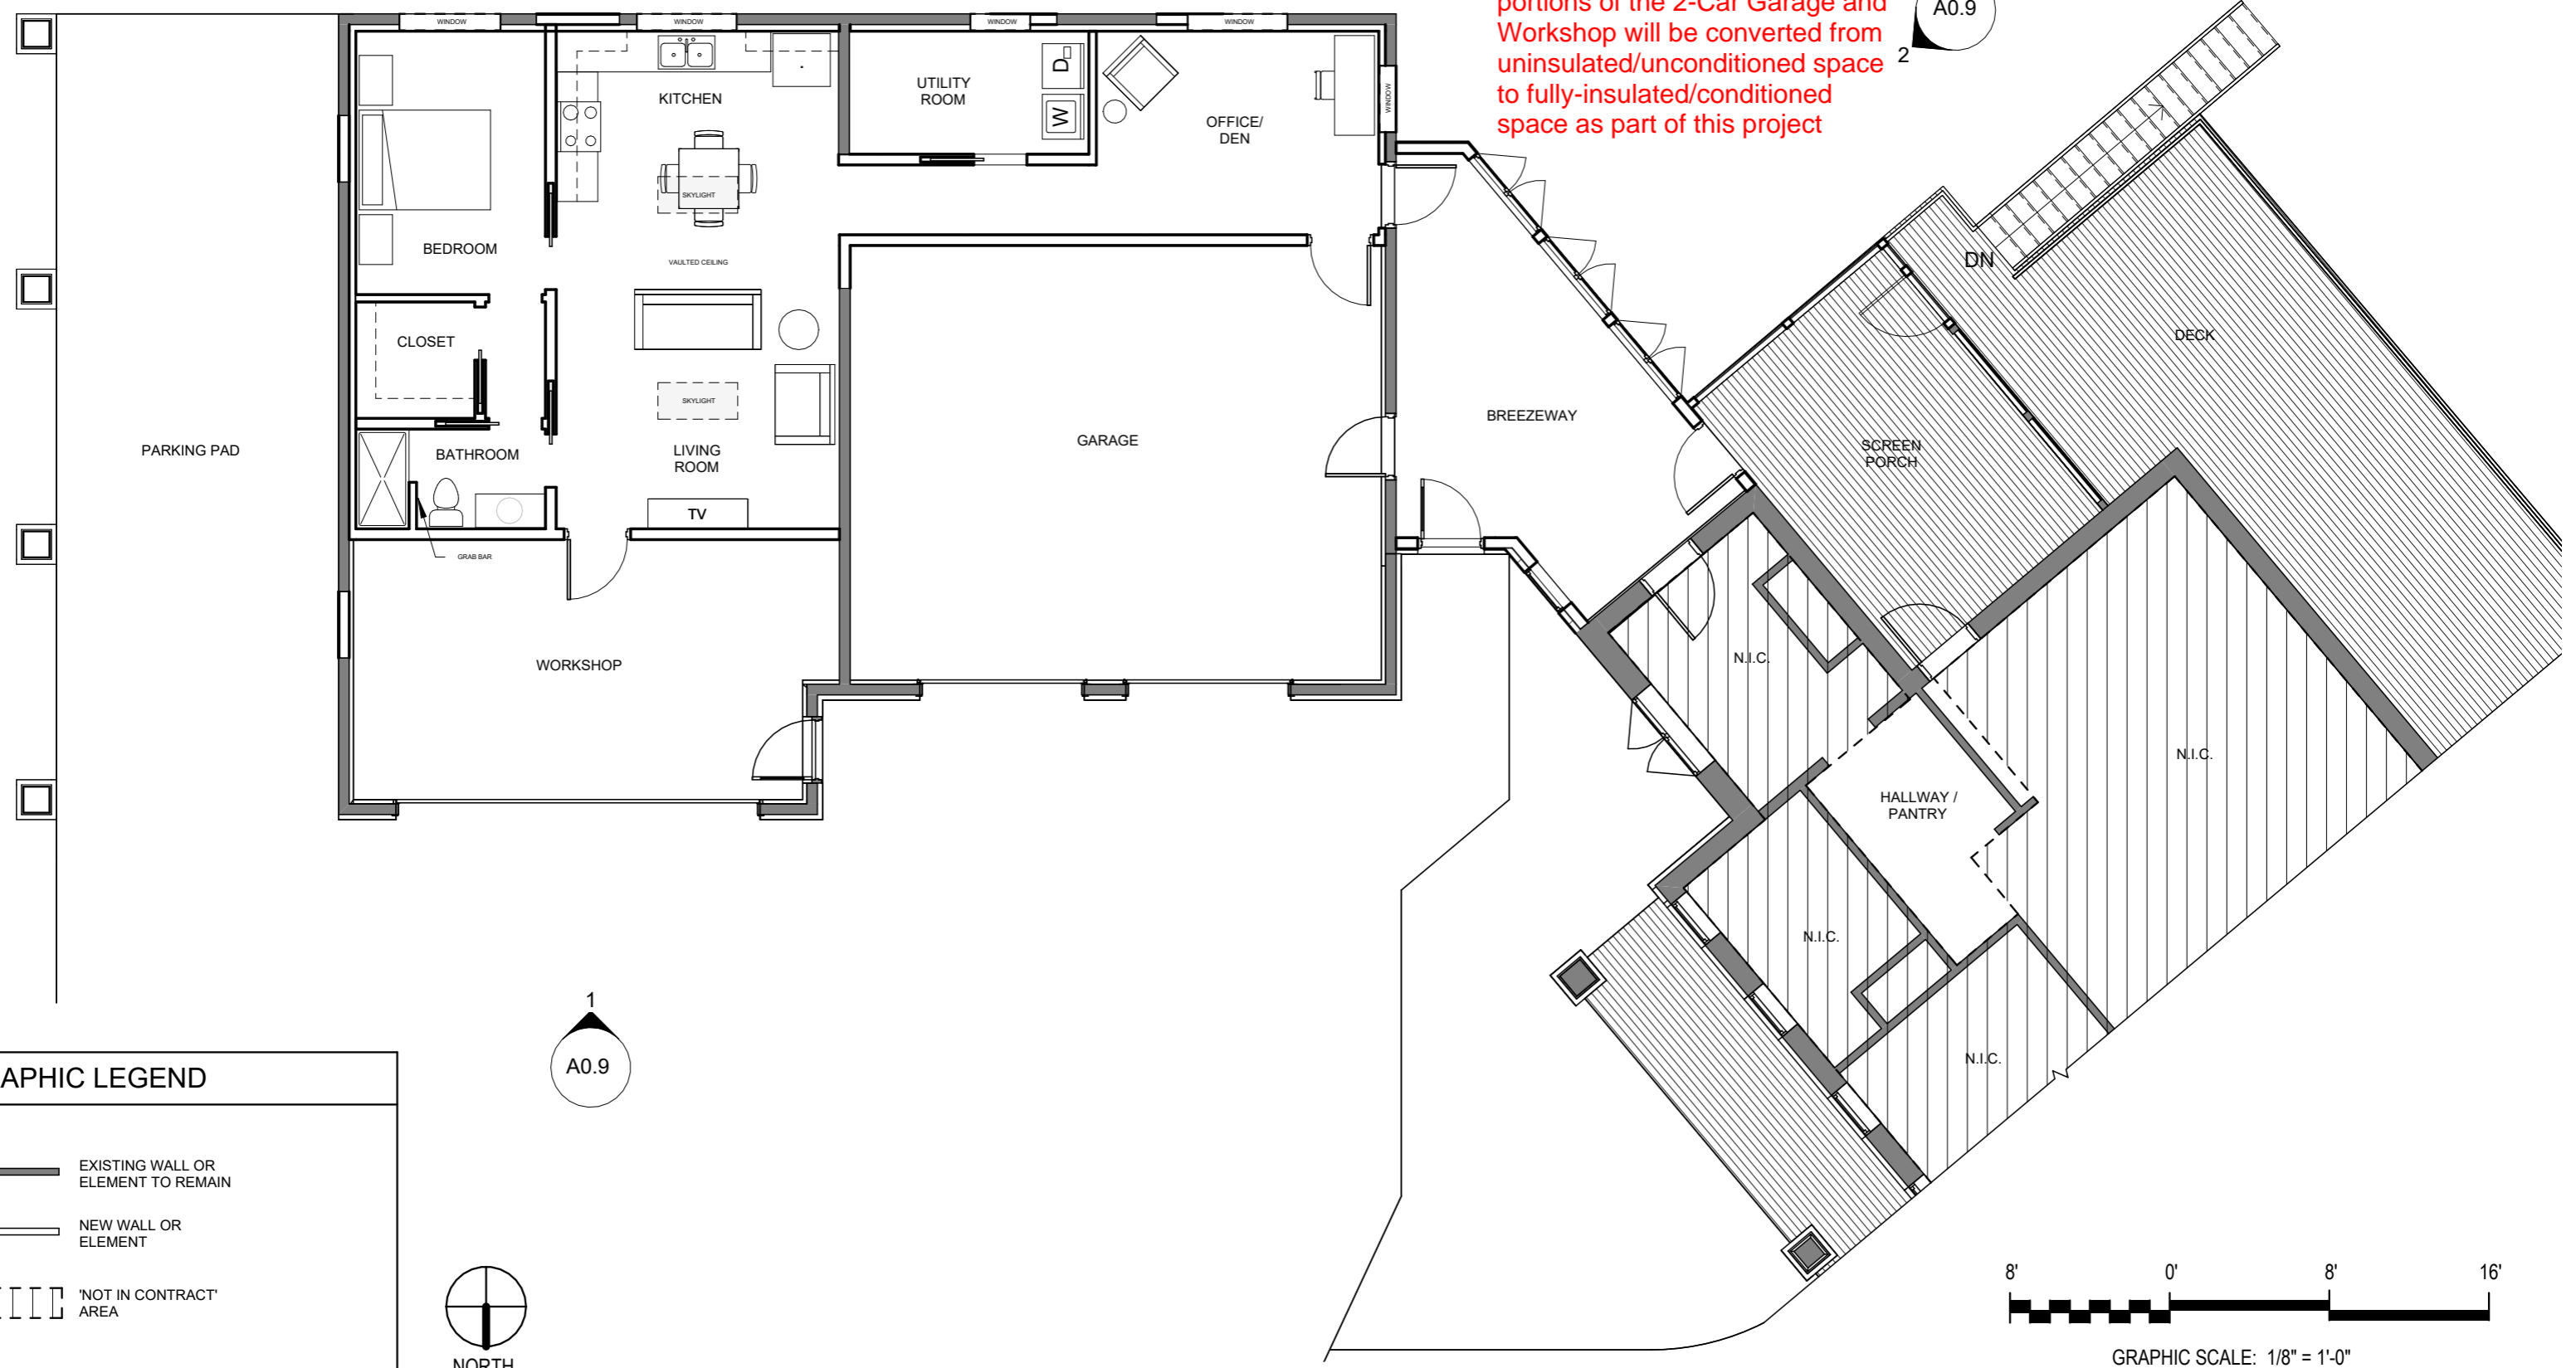 WINDOW
WINDOW
WINDOW
WINDOW
portions of the 2-Car Garage and
Workshop will be converted from
uninsulated/unconditioned space
to fully-insulated/conditioned
space as part of this project
A0.9
2
UTILITY
ROOM
D
W
KITCHEN
OFFICE/
DEN
WINDOW
SKYLIGHT
BEDROOM
VAULTED CEILING
DN
DECK
CLOSET
SKYLIGHT
BREEZEWAY
GARAGE
PARKING PAD
BATHROOM
LIVING
ROOM
SCREEN
PORCH
TV
GRAB BAR
WORKSHOP
N.I.C.
N.I.C.
HALLWAY /
PANTRY
N.I.C.
N.I.C.
1
A0.9
APHIC LEGEND
EXISTING WALL OR
ELEMENT TO REMAIN
NEW WALL OR
ELEMENT
'NOT IN CONTRACT'
AREA
NORTH
8' 0' 8' 16'
GRAPHIC SCALE: 1/8" = 1'-0"